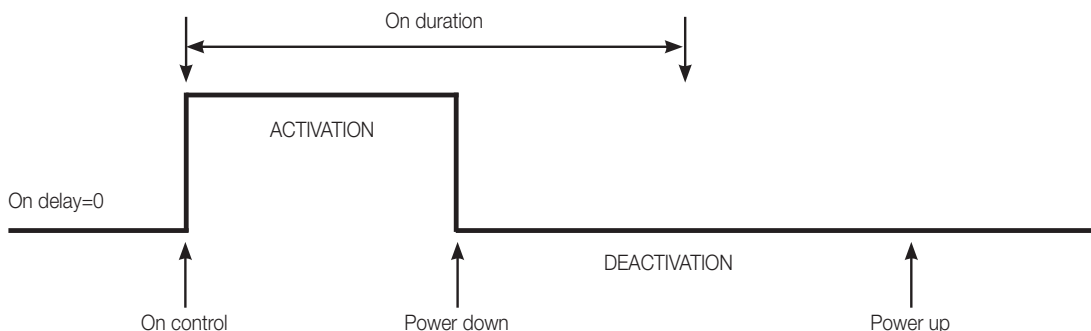 On duration
ACTIVATION
On delay=0
DEACTIVATION
On control
Power down
Power up